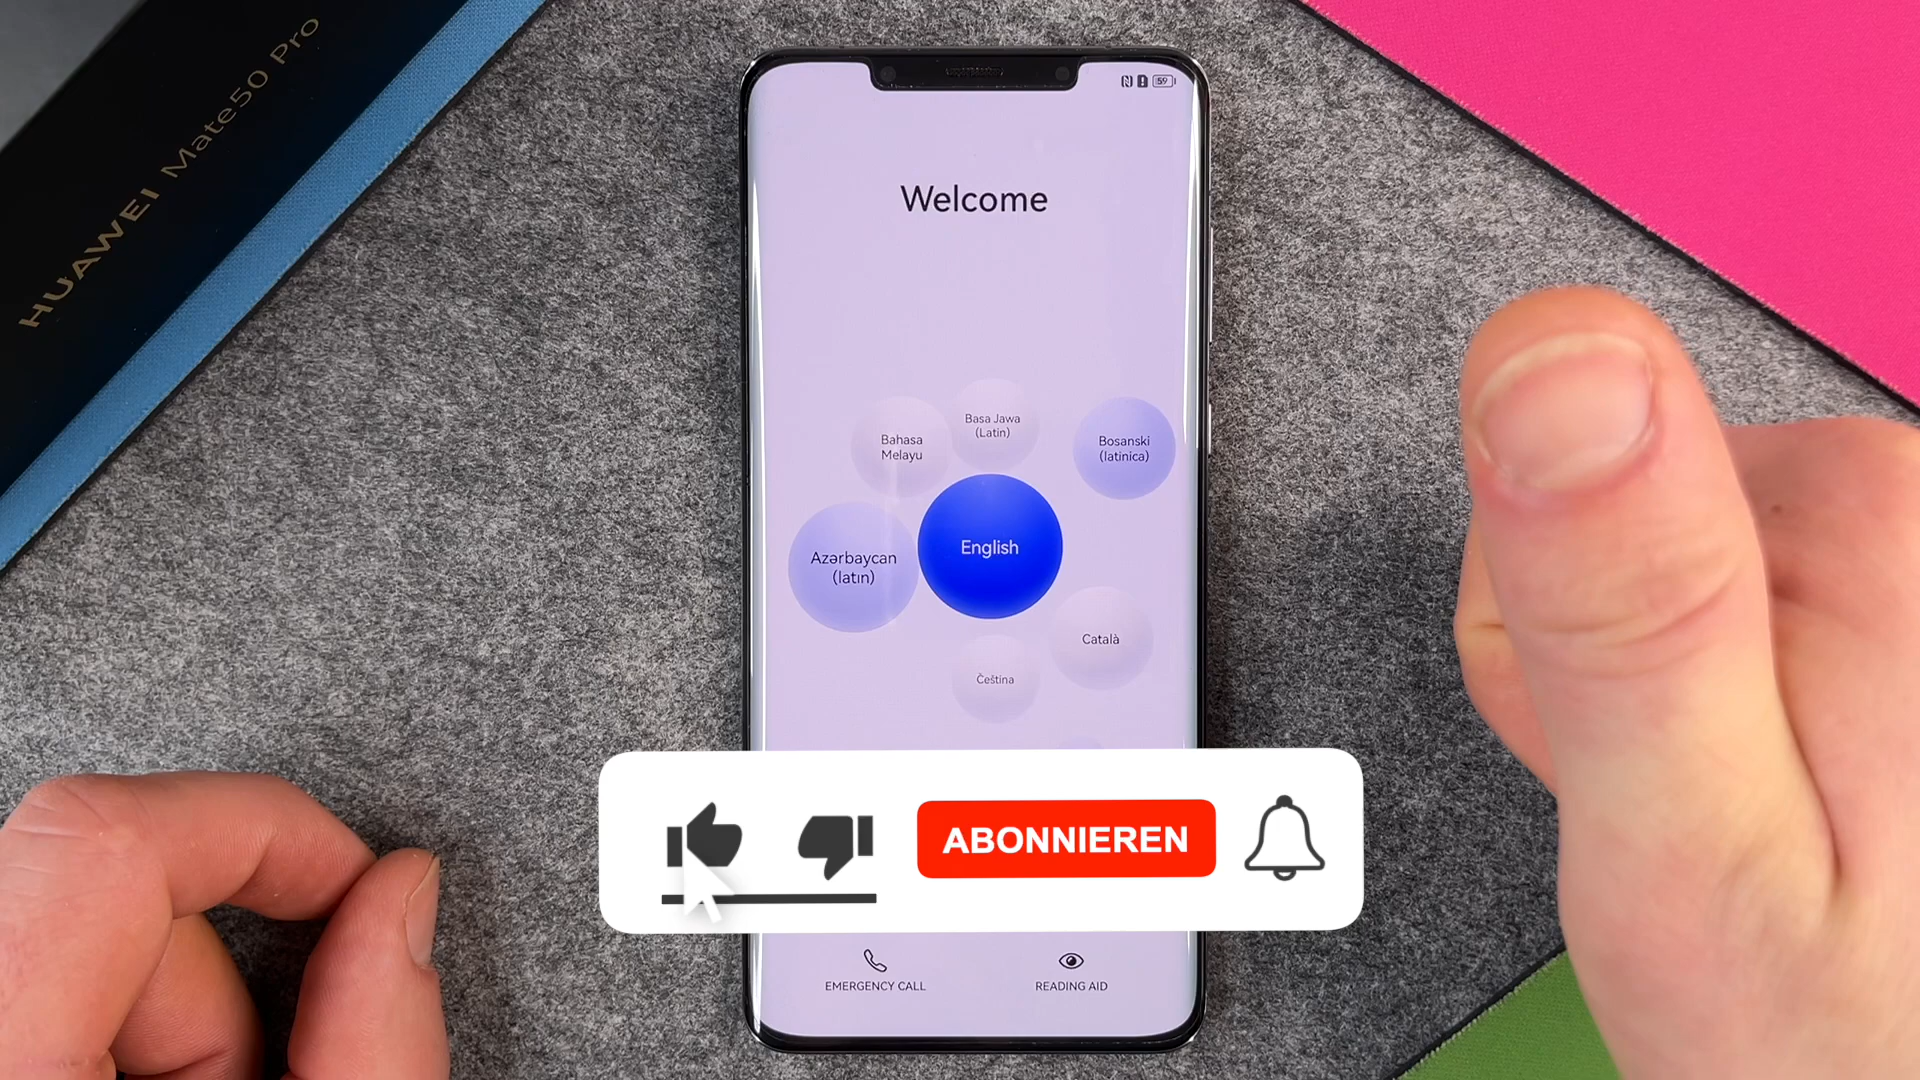 HUAWEI Mate50 Pro
59
Welcome
Basa Jawa
(Latin)
Bahasa
Melayu
Bosanski
(latinica)
English
Azərbaycan
(latın)
Català
Čeština
ABONNIEREN
EMERGENCY CALL
READING AID